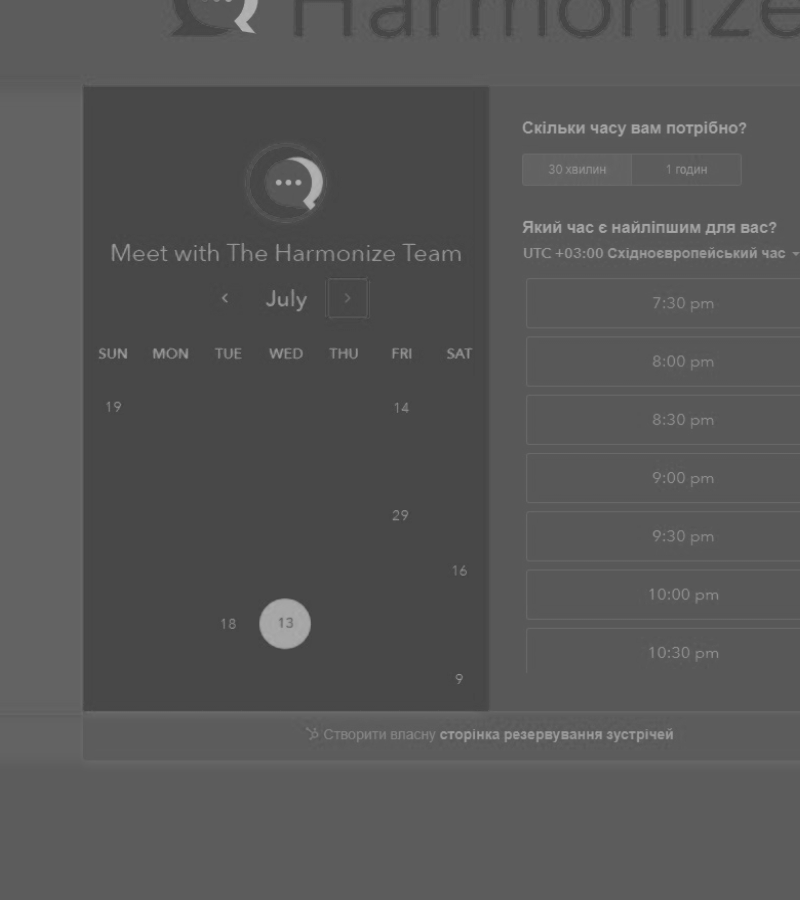 Harmonize
Meet with The Harmonize Team
July
SUN MON TUE WED THU FRI SAT
19 14
29
16
18 13
9
Скільки часу вам потрібно?
30 хвилин 1 годин
Який час є найліпшим для вас?
UTC +03:00 Східноєвропейський час
7:30 pm
8:00 pm
8:30 pm
9:00 pm
9:30 pm
10:00 pm
10:30 pm
Створити власну сторінка резервування зустрічей